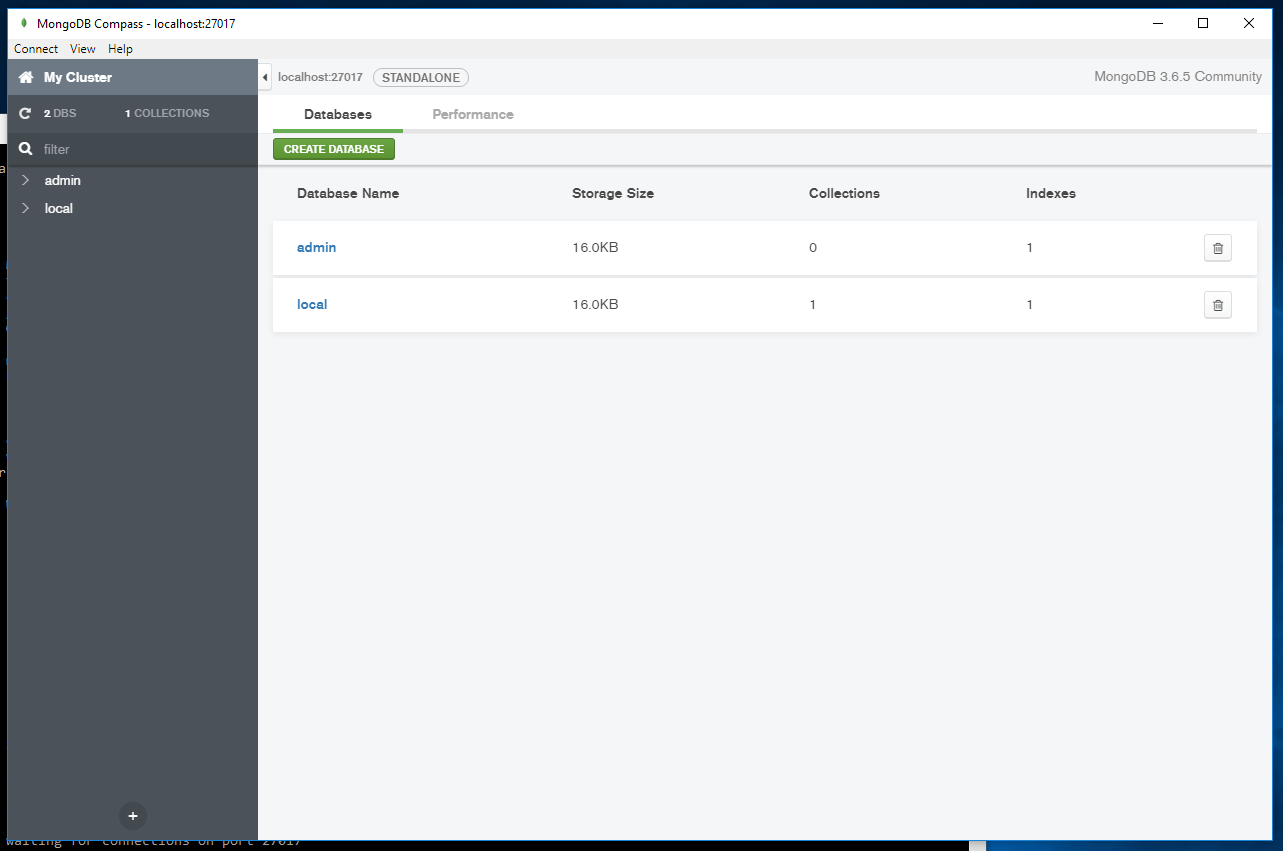 MongoDB Compass - localhost:27017
Connect View Help
My Cluster
localhost:27017 STANDALONE MongoDB 3.6.5 Community
2 DBS 1 COLLECTIONS
Databases Performance
filter
CREATE DATABASE
admin
local
Database Name Storage Size Collections Indexes
admin 16.0KB 0 1
local 16.0KB 1 1
waiting for connections on port 27017